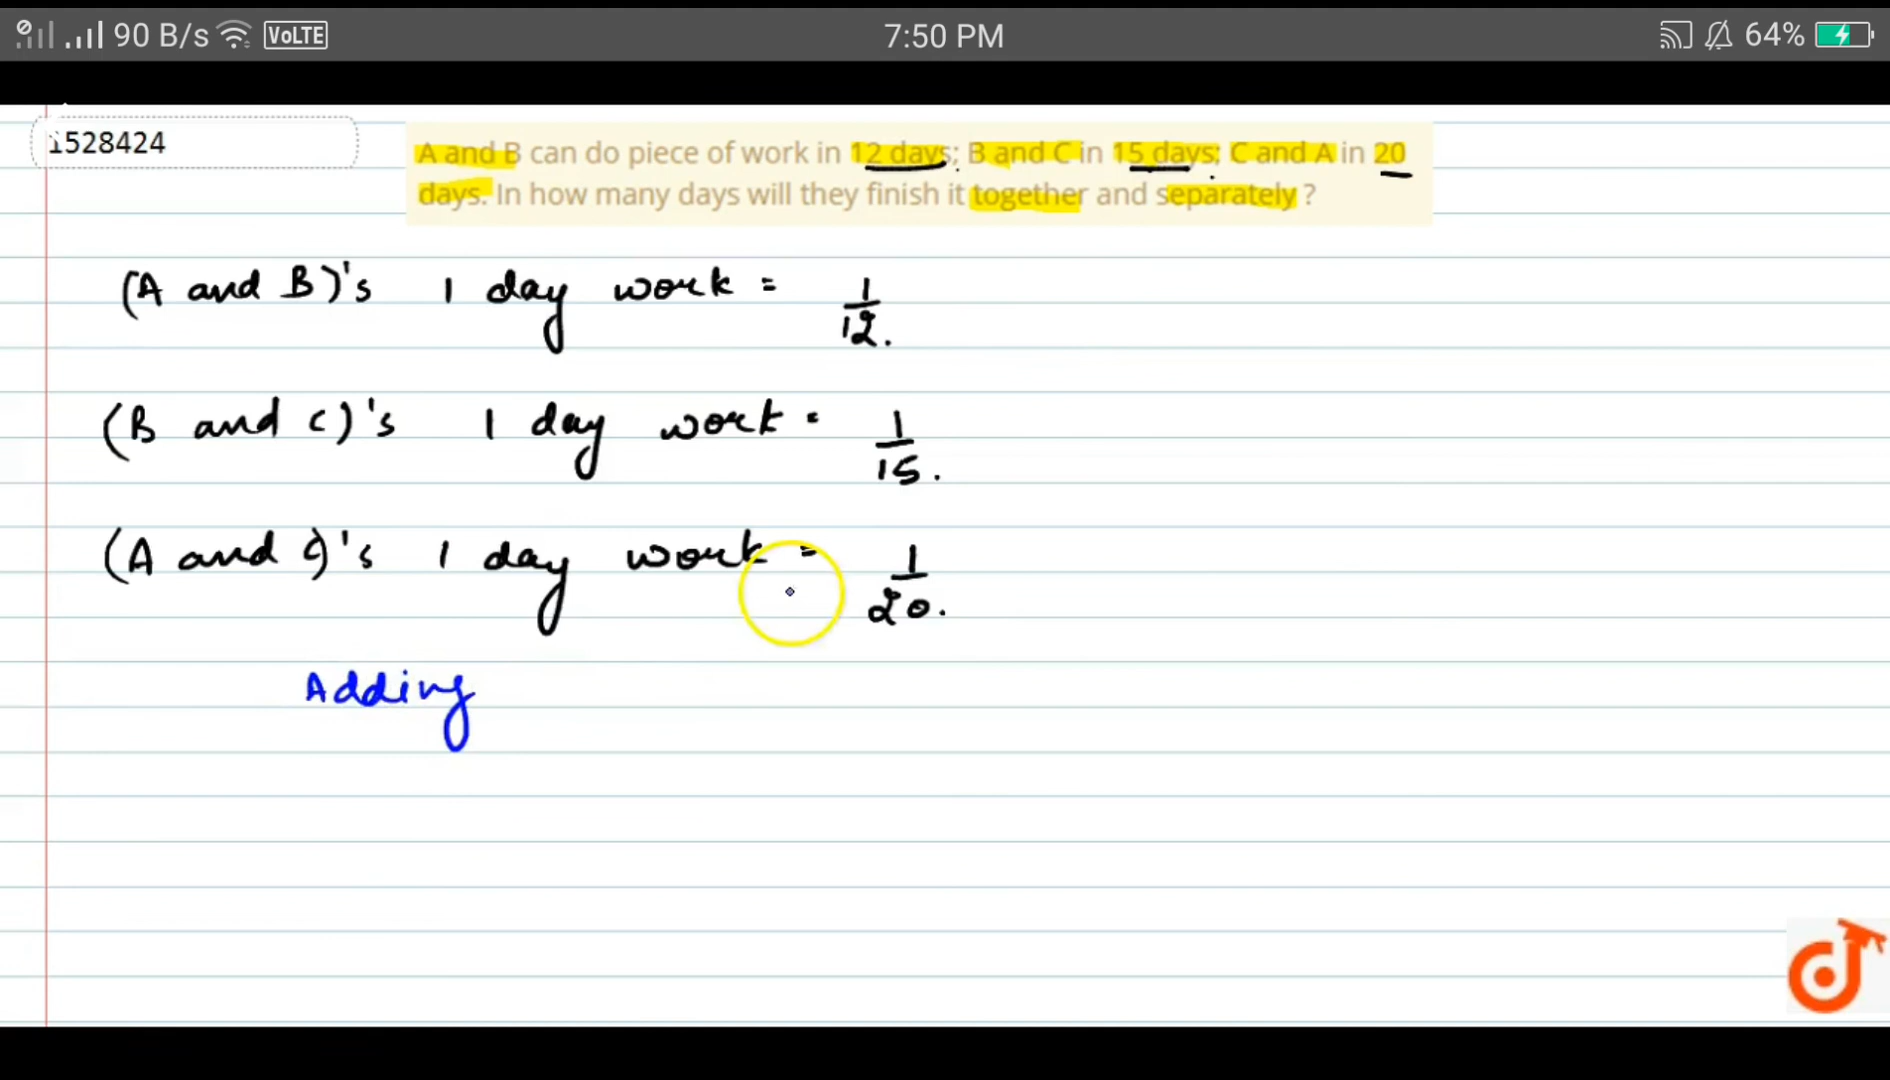 90 B/s VoLTE 7:50 PM 64%
1528424
A and B can do piece of work in 12 days; B and C in 15 days; C and A in 20
days. In how many days will they finish it together and separately ?
(A and B)'s 1 day work = 1/12.
(B and C)'s 1 day work = 1/15.
(A and C)'s 1 day work = 1/20.
Adding